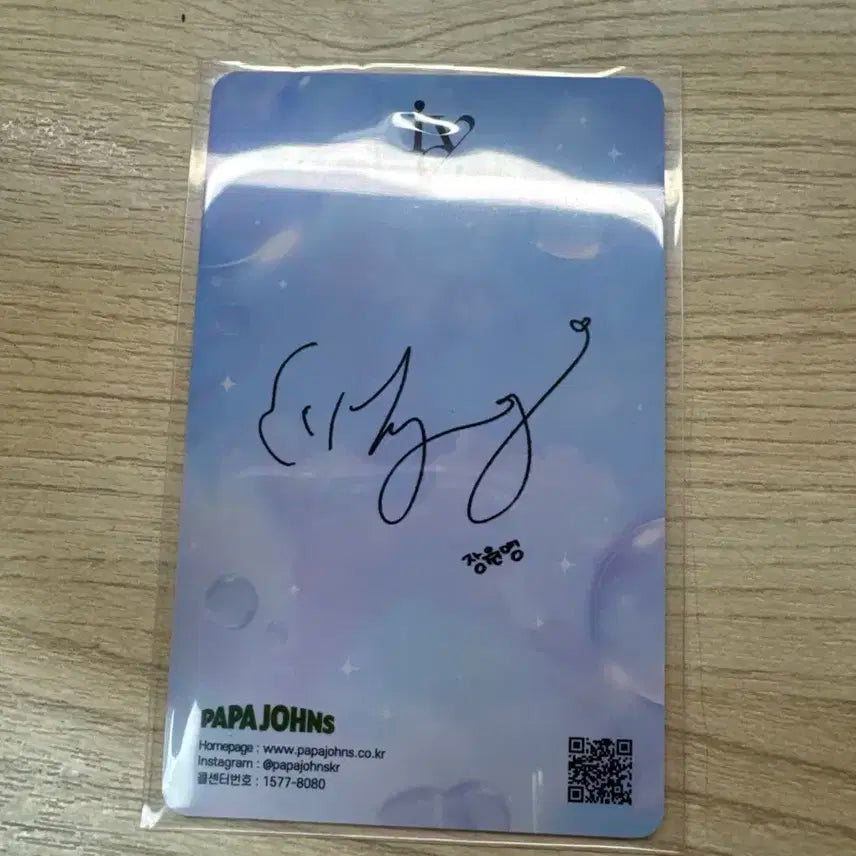 장원영
PAPA JOHNS
Homepage : www.papajohns.co.kr
Instagram : @papajohnskr
콜센터번호 : 1577-8080